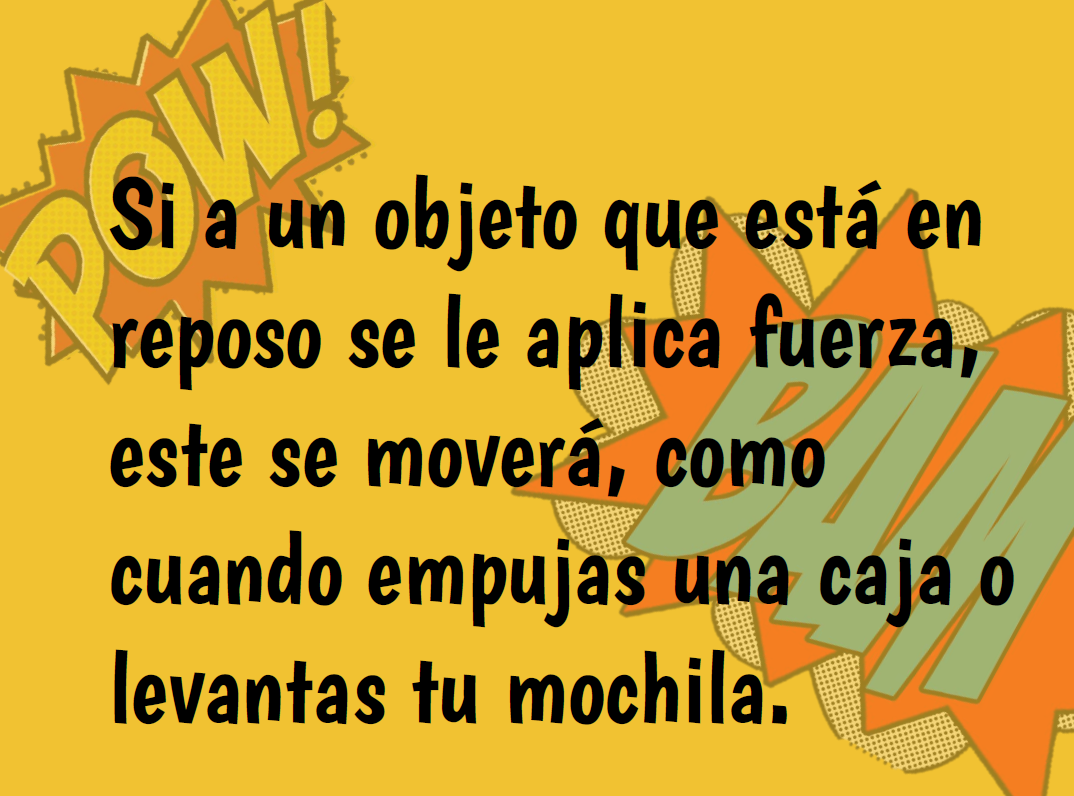 POW!
Si a un objeto que está en
reposo se le aplica fuerza,
este se moverá, como
cuando empujas una caja o
levantas tu mochila.
BAM